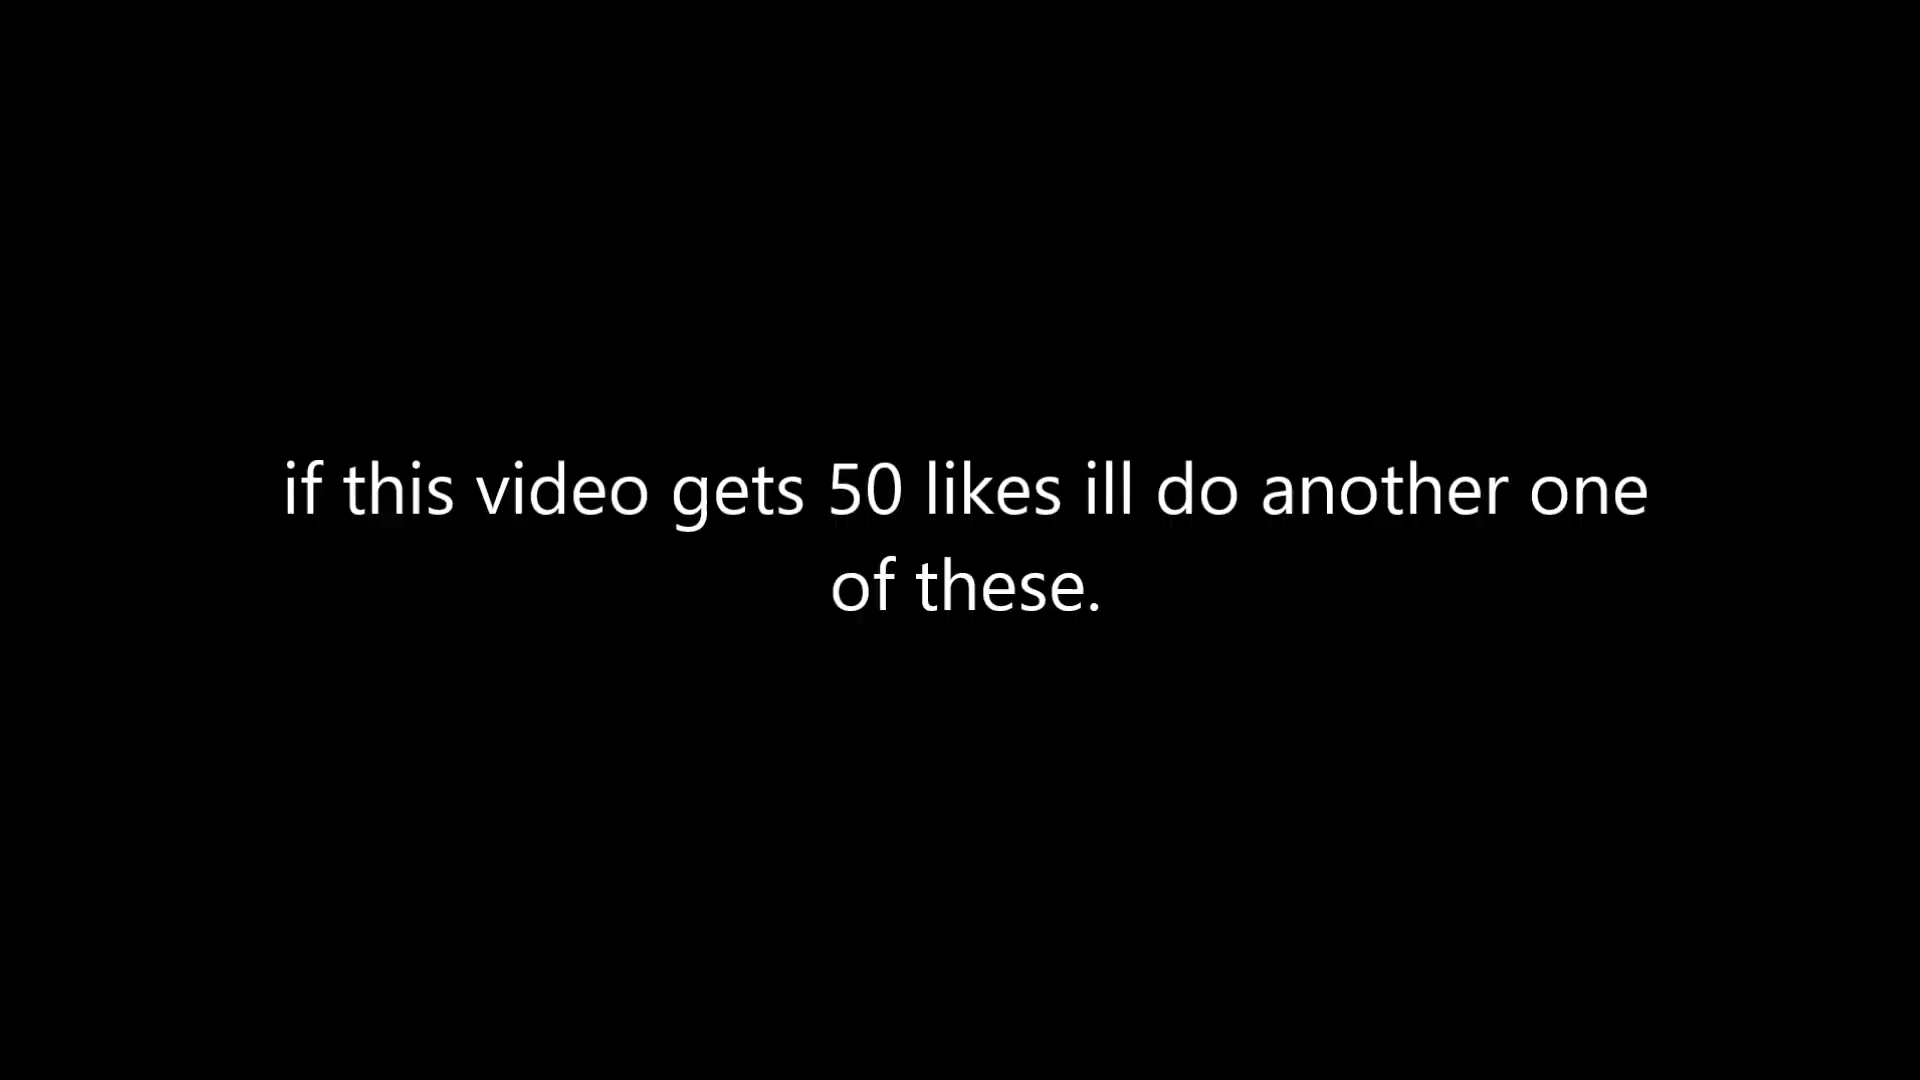 if this video gets 50 likes ill do another one
of these.